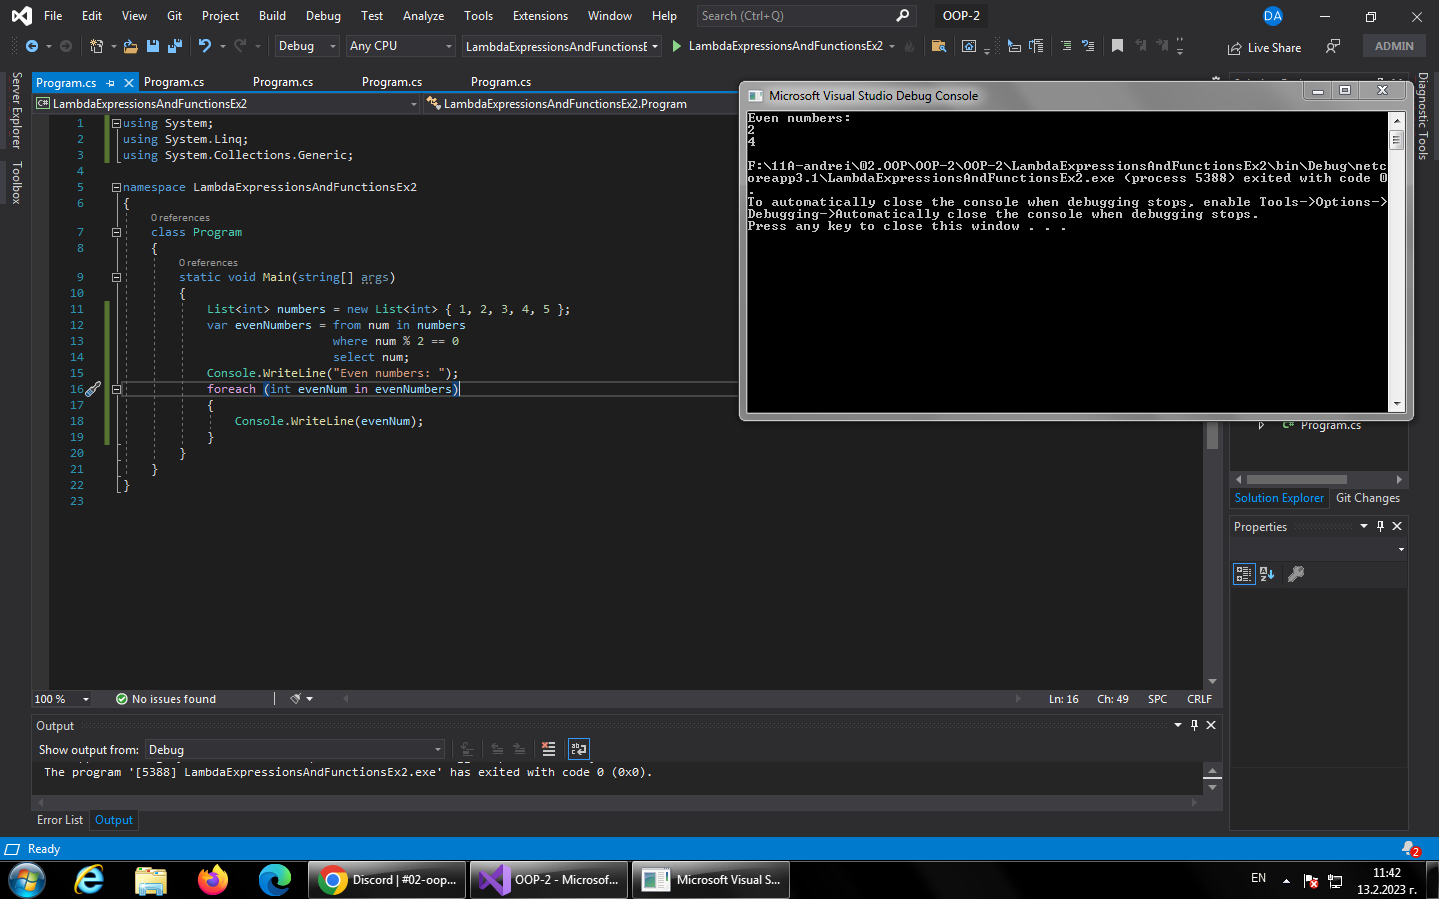 File Edit View Git Project Build Debug Test Analyze Tools Extensions Window Help Search (Ctrl+Q) OOP-2 DA
Debug Any CPU LambdaExpressionsAndFunctionsE LambdaExpressionsAndFunctionsEx2 Live Share ADMIN
Server Explorer
Toolbox
Program.cs Program.cs Program.cs Program.cs Program.cs
LambdaExpressionsAndFunctionsEx2 LambdaExpressionsAndFunctionsEx2.Program
1 using System;
2 using System.Linq;
3 using System.Collections.Generic;
4
5 namespace LambdaExpressionsAndFunctionsEx2
6 {
0 references
7 class Program
8 {
0 references
9 static void Main(string[] args)
10 {
11 List<int> numbers = new List<int> { 1, 2, 3, 4, 5 };
12 var evenNumbers = from num in numbers
13 where num % 2 == 0
14 select num;
15 Console.WriteLine("Even numbers: ");
16 foreach (int evenNum in evenNumbers)
17 {
18 Console.WriteLine(evenNum);
19 }
20 }
21 }
22 }
23
Microsoft Visual Studio Debug Console
Even numbers:
2
4
F:\11A-andrei\@2.OOP\OOP-2\OOP-2\LambdaExpressionsAndFunctionsEx2\bin\Debug\netc
oreapp3.1\LambdaExpressionsAndFunctionsEx2.exe (process 5388) exited with code 0
.
To automatically close the console when debugging stops, enable Tools->Options->
Debugging->Automatically close the console when debugging stops.
Press any key to close this window . . .
Diagnostic Tools
Program.cs
Solution Explorer Git Changes
Properties
100 % No issues found Ln: 16 Ch: 49 SPC CRLF
Output
Show output from: Debug
The program '[5388] LambdaExpressionsAndFunctionsEx2.exe' has exited with code 0 (0x0).
Error List Output
Ready 2
Discord | #02-oop... OOP-2 - Microsof... Microsoft Visual S... EN 11:42
13.2.2023 г.